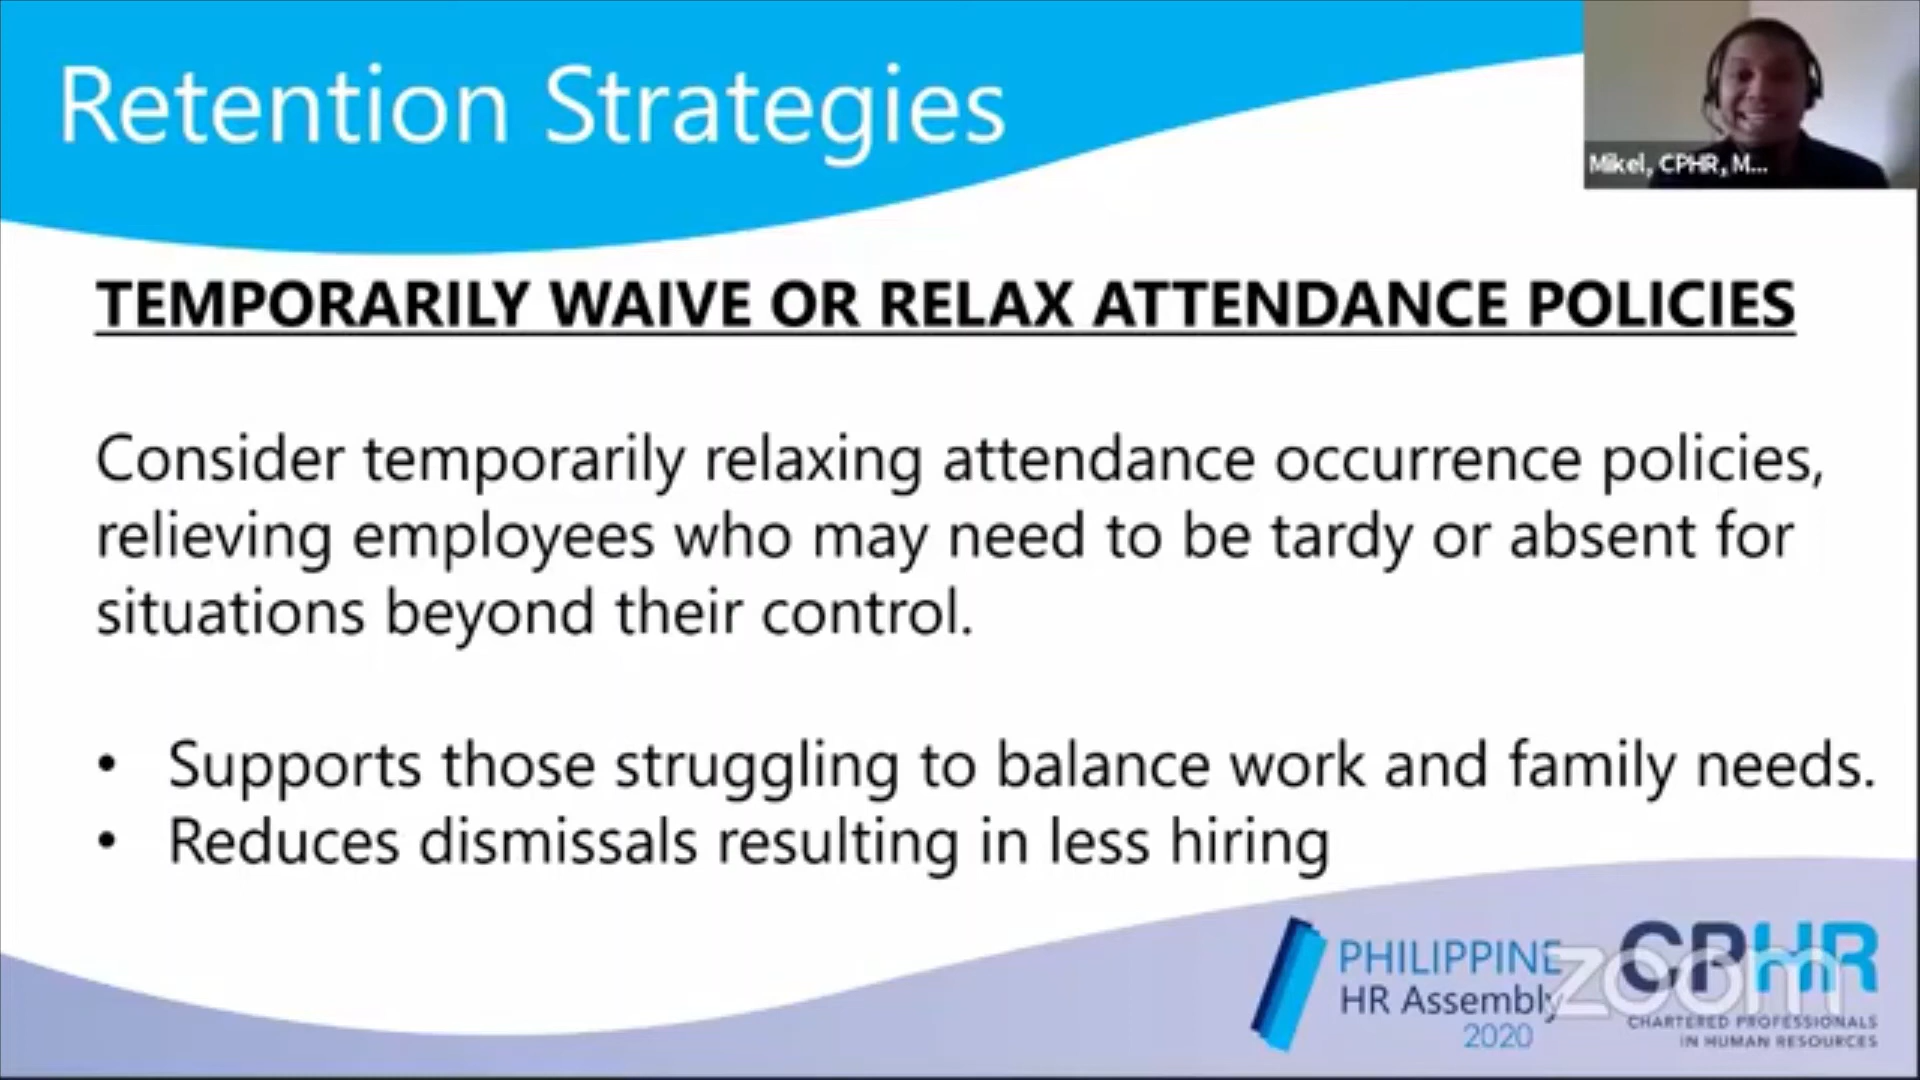 Retention Strategies
Mikel, CPHR, M...
TEMPORARILY WAIVE OR RELAX ATTENDANCE POLICIES
Consider temporarily relaxing attendance occurrence policies,
relieving employees who may need to be tardy or absent for
situations beyond their control.
• Supports those struggling to balance work and family needs.
• Reduces dismissals resulting in less hiring
PHILIPPINE
HR Assembly
2020
zoom
CPHR
CHARTERED PROFESSIONALS
IN HUMAN RESOURCES